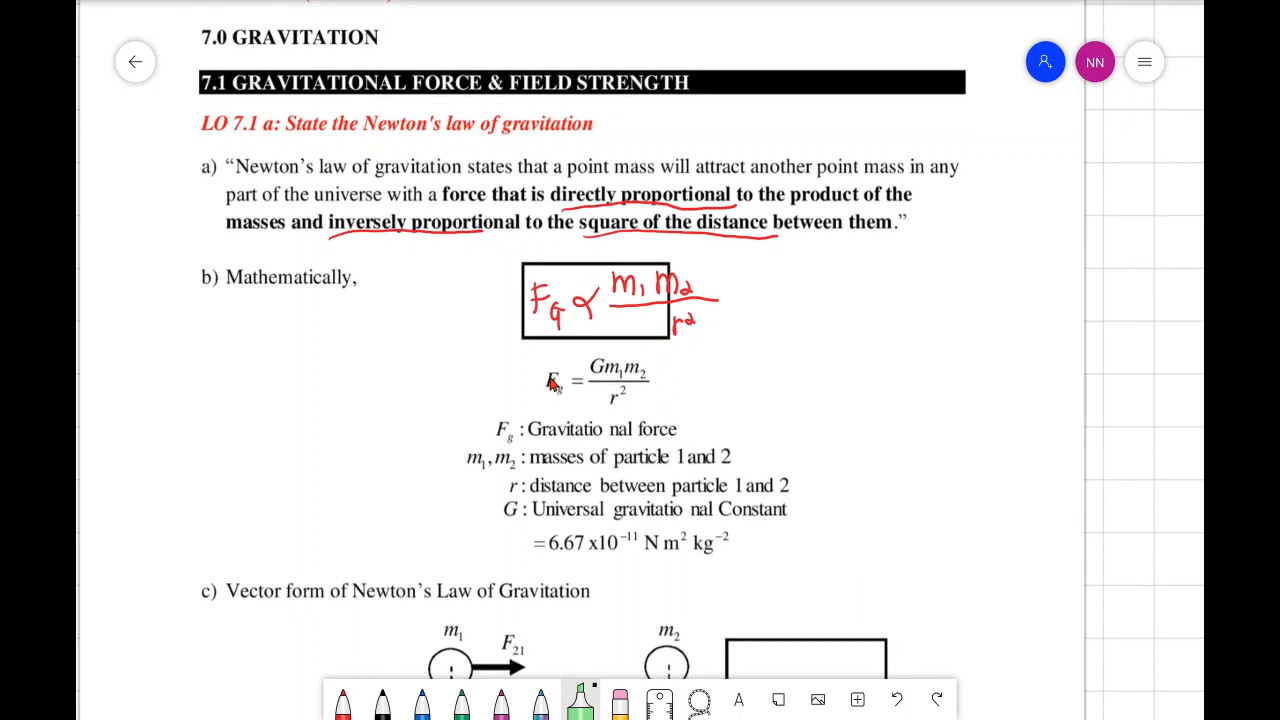 7.0 GRAVITATION
NN
7.1 GRAVITATIONAL FORCE & FIELD STRENGTH
LO 7.1 a: State the Newton's law of gravitation
a) “Newton’s law of gravitation states that a point mass will attract another point mass in any
part of the universe with a force that is directly proportional to the product of the
masses and inversely proportional to the square of the distance between them.”
b) Mathematically,
F_G ∝ m₁ m₂ / r²
F_g = Gm₁m₂ / r²
F_g : Gravitatio nal force
m₁, m₂ : masses of particle 1 and 2
r : distance between particle 1 and 2
G : Universal gravitatio nal Constant
= 6.67 x10⁻¹¹ N m² kg⁻²
c) Vector form of Newton’s Law of Gravitation
m₁ F₂₁ m₂
A